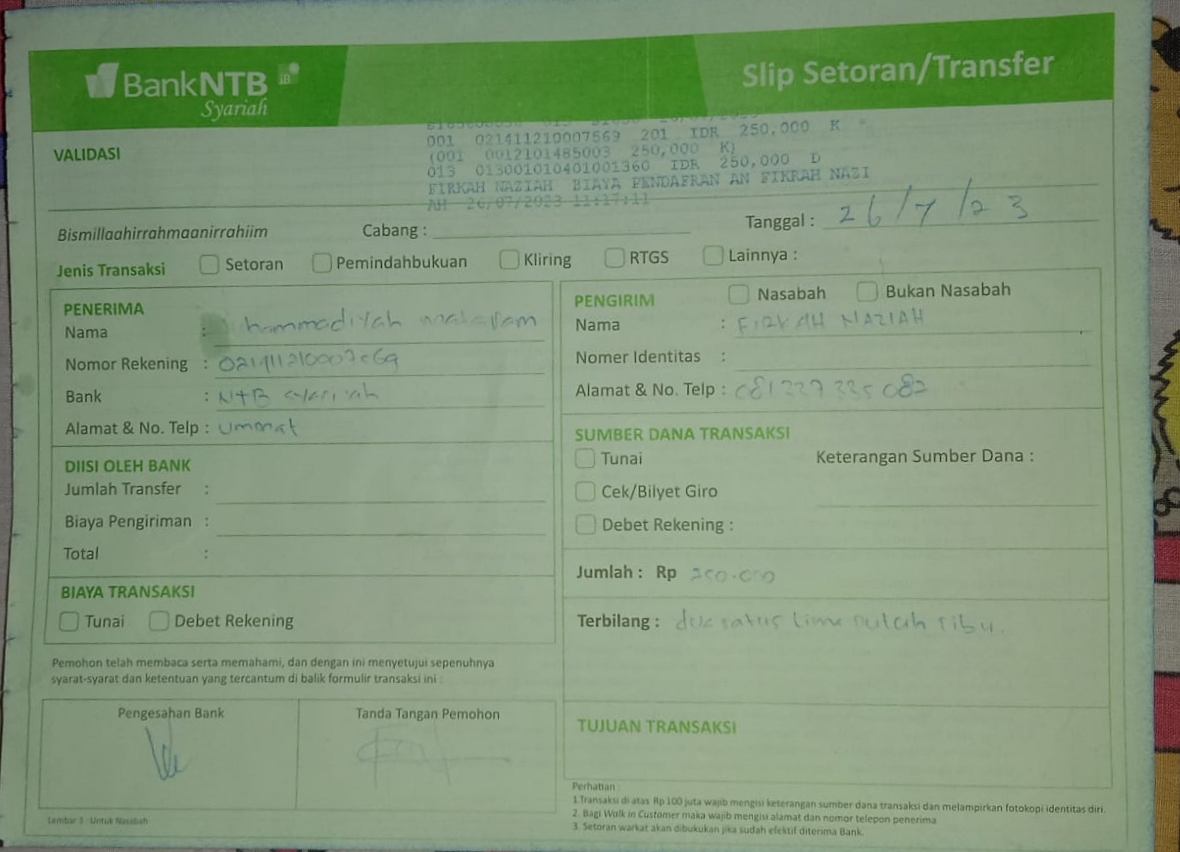 BankNTB iB
Syariah
Slip Setoran/Transfer
VALIDASI
001 021411210007569 201 IDR 250,000 K
(001 0012101485003 250,000 K)
013 013001010401001360 IDR 250,000 D
FIRKAH NAZIAH BIAYA PENDAFRAN AN FIKRAH NAZI
AH 26/07/2023 11:17:11
Bismillaahirrahmaanirrahiim
Cabang :
Tanggal : 26/7/23
Jenis Transaksi Setoran Pemindahbukuan Kliring RTGS Lainnya :
PENERIMA
Nama : hammadiyah mataram
Nomor Rekening : 021411210007569
Bank : NTB syariah
Alamat & No. Telp : ummat
DIISI OLEH BANK
Jumlah Transfer :
Biaya Pengiriman :
Total :
BIAYA TRANSAKSI
Tunai Debet Rekening
PENGIRIM Nasabah Bukan Nasabah
Nama : FIRKAH NAZIAH
Nomer Identitas :
Alamat & No. Telp : 081337335082
SUMBER DANA TRANSAKSI
Tunai Keterangan Sumber Dana :
Cek/Bilyet Giro
Debet Rekening :
Jumlah : Rp 250.000
Terbilang : dua ratus lima puluh ribu.
TUJUAN TRANSAKSI
Pemohon telah membaca serta memahami, dan dengan ini menyetujui sepenuhnya
syarat-syarat dan ketentuan yang tercantum di balik formulir transaksi ini :
Pengesahan Bank
Tanda Tangan Pemohon
Lembar 3 : Untuk Nasabah
Perhatian :
1.Transaksi di atas Rp 100 juta wajib mengisi keterangan sumber dana transaksi dan melampirkan fotokopi identitas diri.
2. Bagi Walk in Customer maka wajib mengisi alamat dan nomor telepon penerima
3. Setoran warkat akan dibukukan jika sudah efektif diterima Bank.